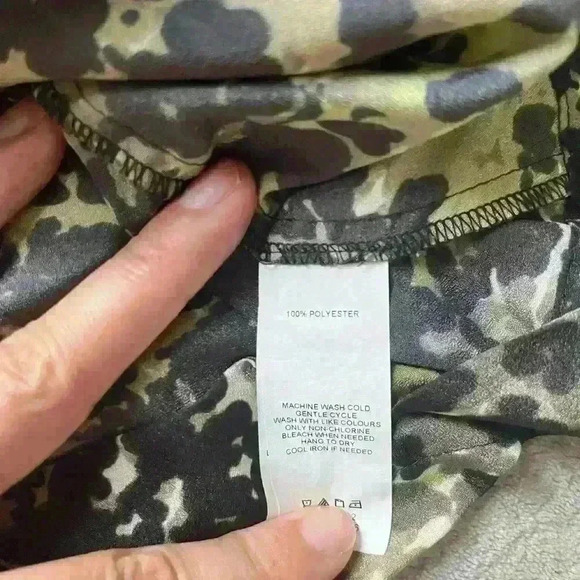 100% POLYESTER
MACHINE WASH COLD
GENTLE CYCLE
WASH WITH LIKE COLOURS
ONLY NON-CHLORINE
BLEACH WHEN NEEDED
HANG TO DRY
COOL IRON IF NEEDED